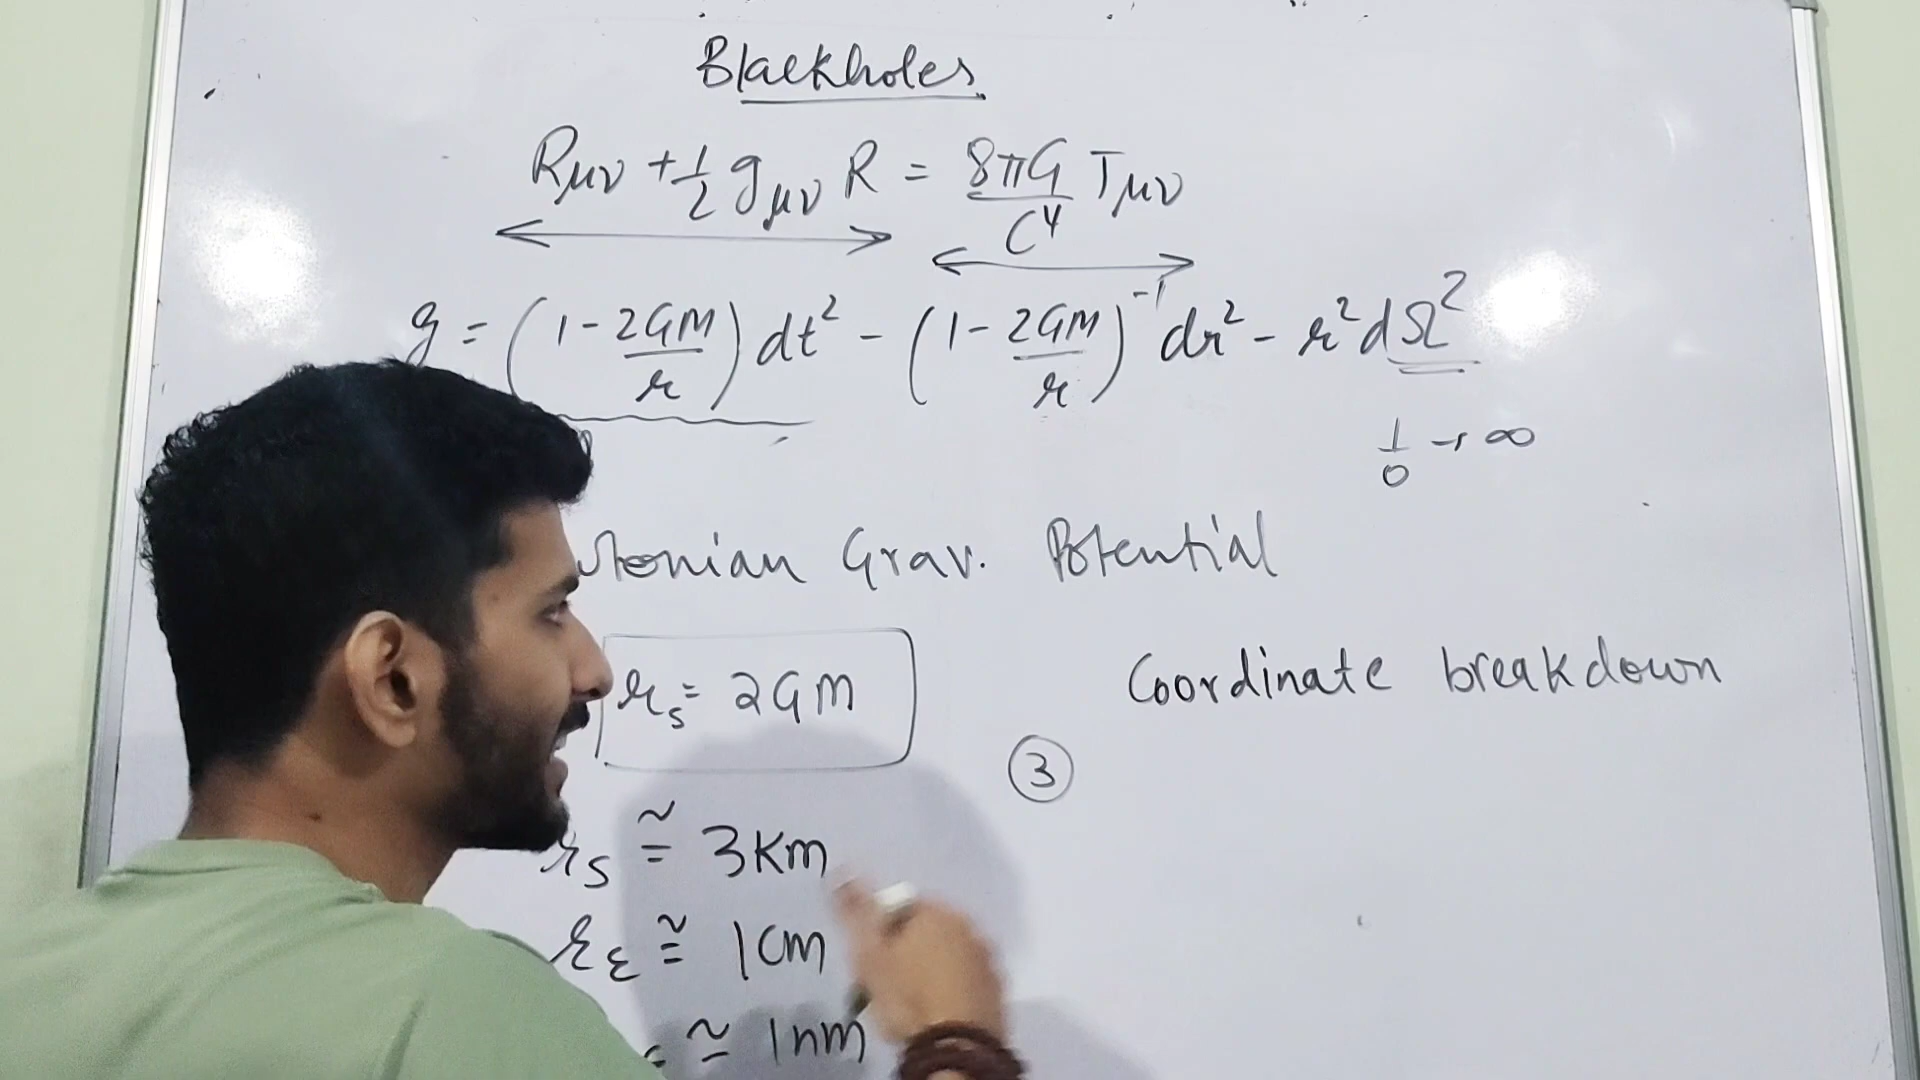 Blackholes
Rμν + 1/2 gμν R = 8πG/C⁴ Tμν
g = (1 - 2GM/r) dt² - (1 - 2GM/r)⁻¹ dr² - r² dΩ²
1/0 → ∞
tonian Grav. Potential
rs = 2GM
Coordinate breakdown
3
rs ≅ 3Km
rE ≅ 1cm
≅ 1nm